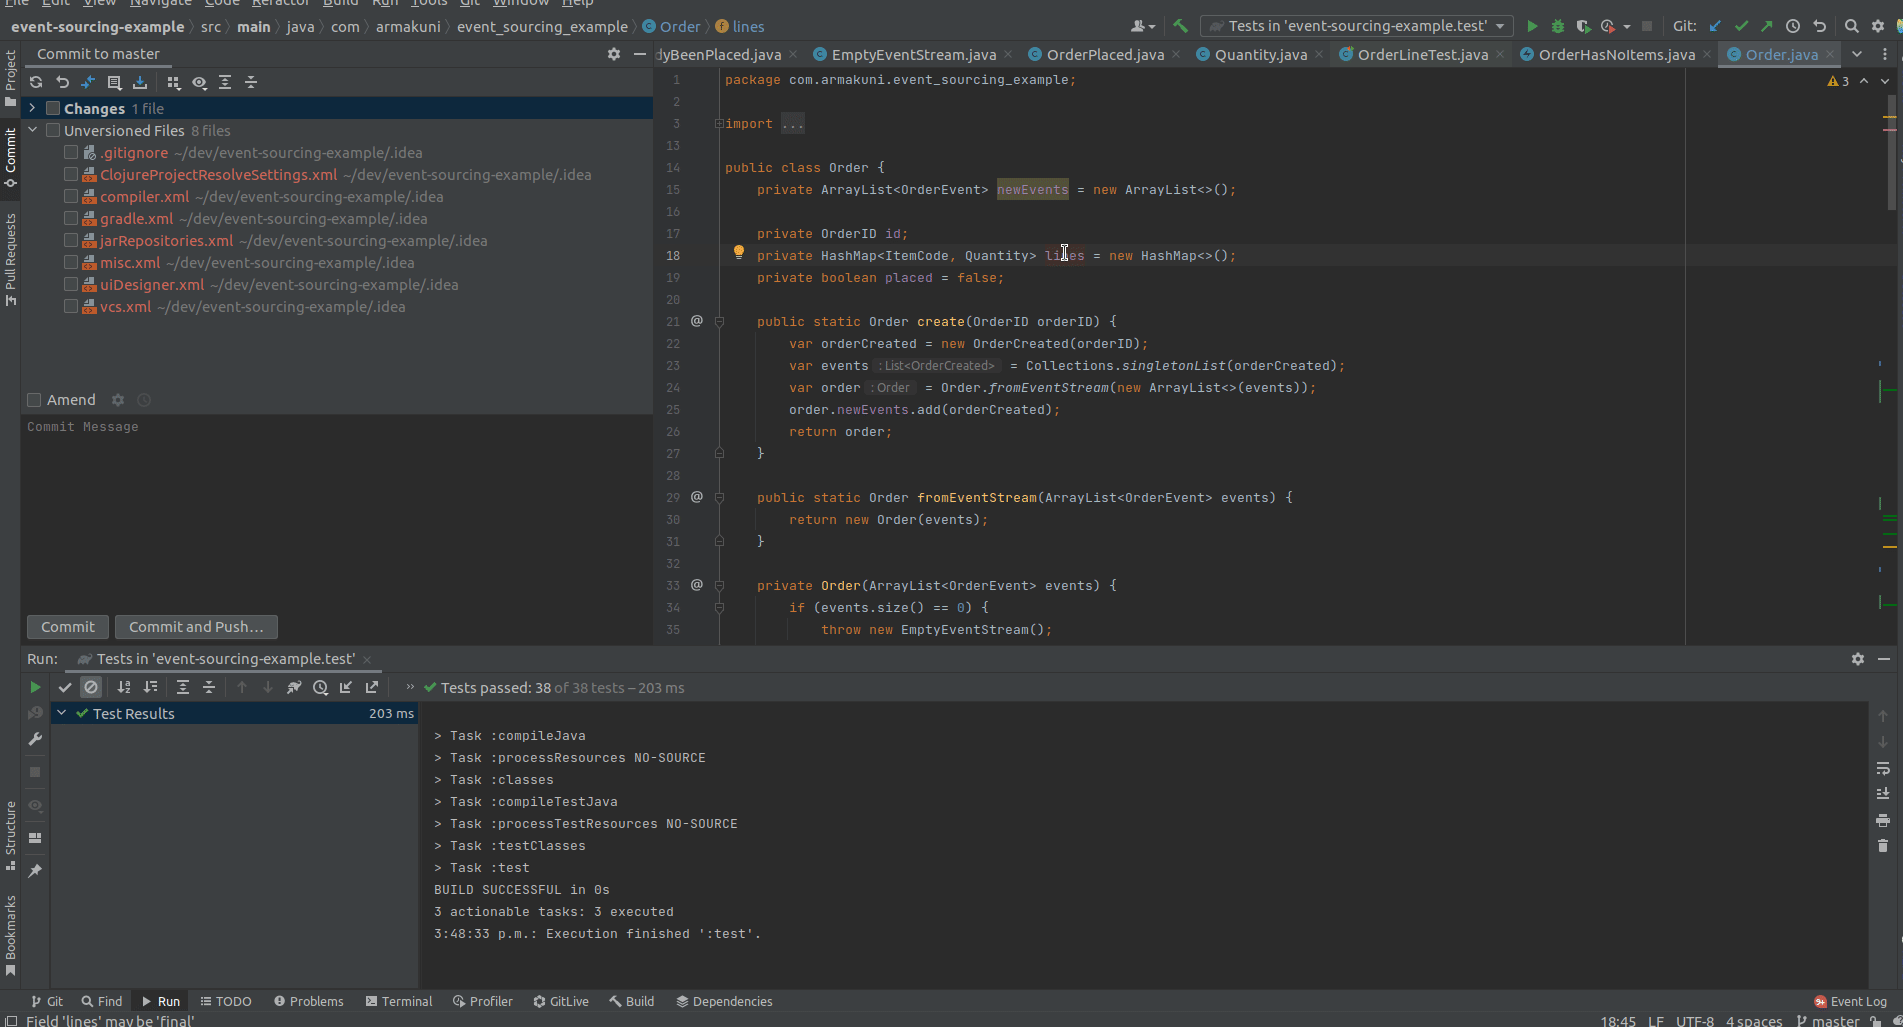 File Edit View Navigate Code Refactor Build Run Tools Git Window Help
event-sourcing-example src main java com armakuni event_sourcing_example Order lines
Tests in 'event-sourcing-example.test'
Git:
Commit to master
dyBeenPlaced.java EmptyEventStream.java OrderPlaced.java Quantity.java OrderLineTest.java OrderHasNoItems.java Order.java
Project
Commit
Pull Requests
Changes 1 file
Unversioned Files 8 files
.gitignore ~/dev/event-sourcing-example/.idea
ClojureProjectResolveSettings.xml ~/dev/event-sourcing-example/.idea
compiler.xml ~/dev/event-sourcing-example/.idea
gradle.xml ~/dev/event-sourcing-example/.idea
jarRepositories.xml ~/dev/event-sourcing-example/.idea
misc.xml ~/dev/event-sourcing-example/.idea
uiDesigner.xml ~/dev/event-sourcing-example/.idea
vcs.xml ~/dev/event-sourcing-example/.idea
Amend
Commit Message
Commit Commit and Push...
3
1 package com.armakuni.event_sourcing_example;
2
3 import ...
13
14 public class Order {
15 private ArrayList<OrderEvent> newEvents = new ArrayList<>();
16
17 private OrderID id;
18 private HashMap<ItemCode, Quantity> lines = new HashMap<>();
19 private boolean placed = false;
20
21 @ public static Order create(OrderID orderID) {
22 var orderCreated = new OrderCreated(orderID);
23 var events : List<OrderCreated> = Collections.singletonList(orderCreated);
24 var order : Order = Order.fromEventStream(new ArrayList<>(events));
25 order.newEvents.add(orderCreated);
26 return order;
27 }
28
29 @ public static Order fromEventStream(ArrayList<OrderEvent> events) {
30 return new Order(events);
31 }
32
33 @ private Order(ArrayList<OrderEvent> events) {
34 if (events.size() == 0) {
35 throw new EmptyEventStream();
Run: Tests in 'event-sourcing-example.test'
» Tests passed: 38 of 38 tests – 203 ms
Test Results 203 ms
> Task :compileJava
> Task :processResources NO-SOURCE
> Task :classes
> Task :compileTestJava
> Task :processTestResources NO-SOURCE
> Task :testClasses
> Task :test
BUILD SUCCESSFUL in 0s
3 actionable tasks: 3 executed
3:48:33 p.m.: Execution finished ':test'.
Structure
Bookmarks
Git Find Run TODO Problems Terminal Profiler GitLive Build Dependencies
9+ Event Log
Field 'lines' may be 'final'
18:45 LF UTF-8 4 spaces master